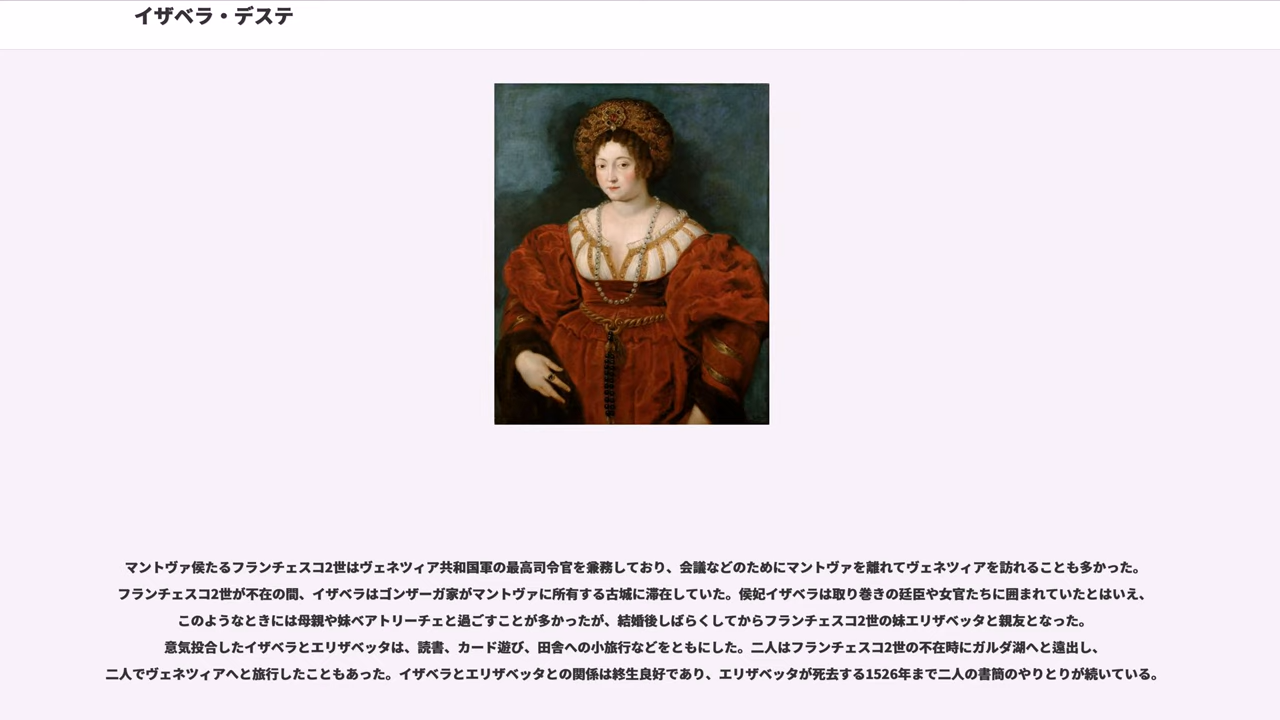 イザベラ・デステ
マントヴァ侯たるフランチェスコ2世はヴェネツィア共和国軍の最高司令官を兼務しており、会議などのためにマントヴァを離れてヴェネツィアを訪れることも多かった。
フランチェスコ2世が不在の間、イザベラはゴンザーガ家がマントヴァに所有する古城に滞在していた。侯妃イザベラは取り巻きの廷臣や女官たちに囲まれていたとはいえ、
このようなときには母親や妹ベアトリーチェと過ごすことが多かったが、結婚後しばらくしてからフランチェスコ2世の妹エリザベッタと親友となった。
意気投合したイザベラとエリザベッタは、読書、カード遊び、田舎への小旅行などをともにした。二人はフランチェスコ2世の不在時にガルダ湖へと遠出し、
二人でヴェネツィアへと旅行したこともあった。イザベラとエリザベッタとの関係は終生良好であり、エリザベッタが死去する1526年まで二人の書簡のやりとりが続いている。